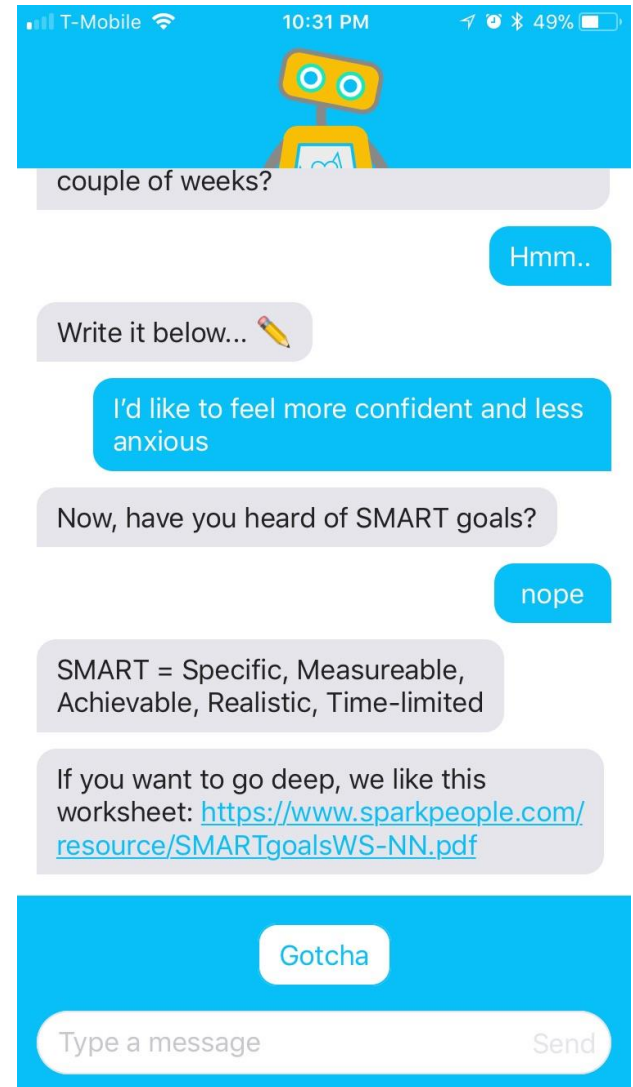 T-Mobile 10:31 PM 49%
couple of weeks?
Hmm..
Write it below... ✏️
I'd like to feel more confident and less
anxious
Now, have you heard of SMART goals?
nope
SMART = Specific, Measureable,
Achievable, Realistic, Time-limited
If you want to go deep, we like this
worksheet: https://www.sparkpeople.com/
resource/SMARTgoalsWS-NN.pdf
Gotcha
Type a message Send